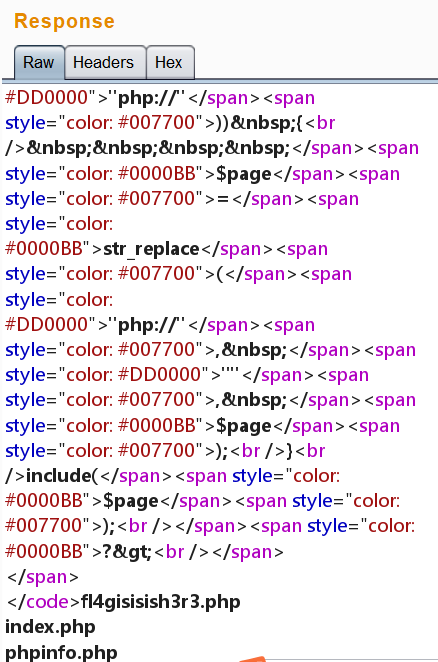 Response
Raw Headers Hex
#DD0000">"php://"</span><span
style="color: #007700">))&nbsp;{<br
/>&nbsp;&nbsp;&nbsp;&nbsp;</span><span
style="color: #0000BB">$page</span><span
style="color: #007700">=</span><span
style="color:
#0000BB">str_replace</span><span
style="color: #007700">(</span><span
style="color:
#DD0000">"php://"</span><span
style="color: #007700">,&nbsp;</span><span
style="color: #DD0000">""</span><span
style="color: #007700">,&nbsp;</span><span
style="color: #0000BB">$page</span><span
style="color: #007700">);<br />}<br
/>include(</span><span style="color:
#0000BB">$page</span><span style="color:
#007700">);<br /></span><span style="color:
#0000BB">?&gt;<br /></span>
</span>
</code>fl4gisisish3r3.php
index.php
phpinfo.php